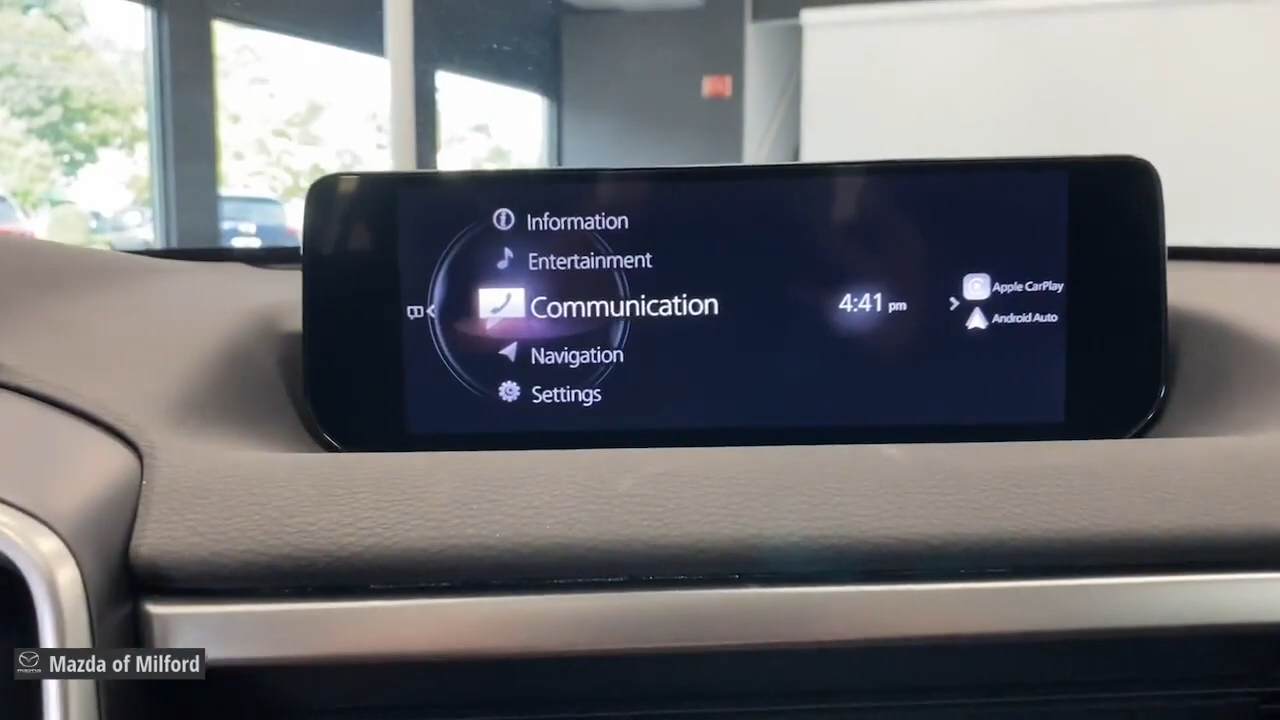 Information
Entertainment
Communication
Navigation
Settings
4:41 pm
Apple CarPlay
Android Auto
Mazda of Milford